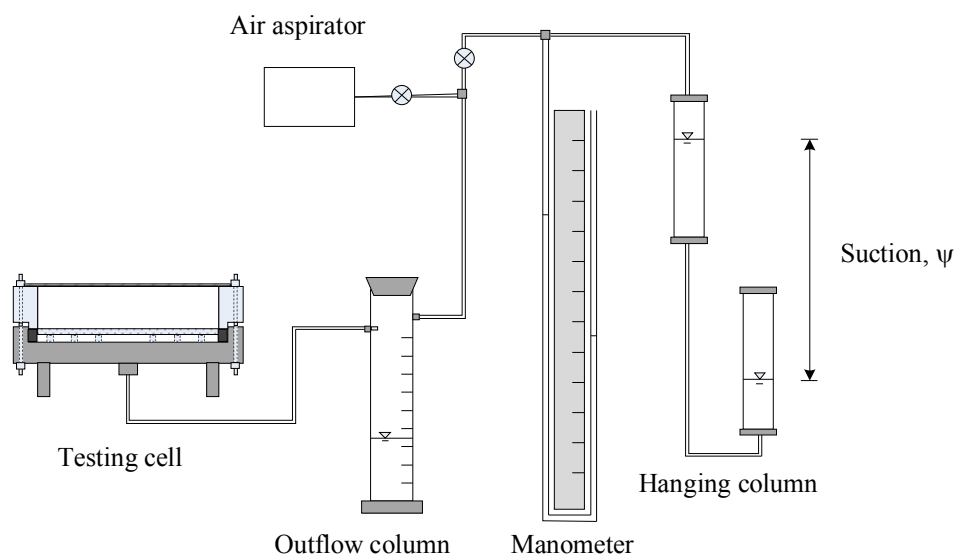 Air aspirator
Suction, ψ
Testing cell
Hanging column
Outflow column
Manometer